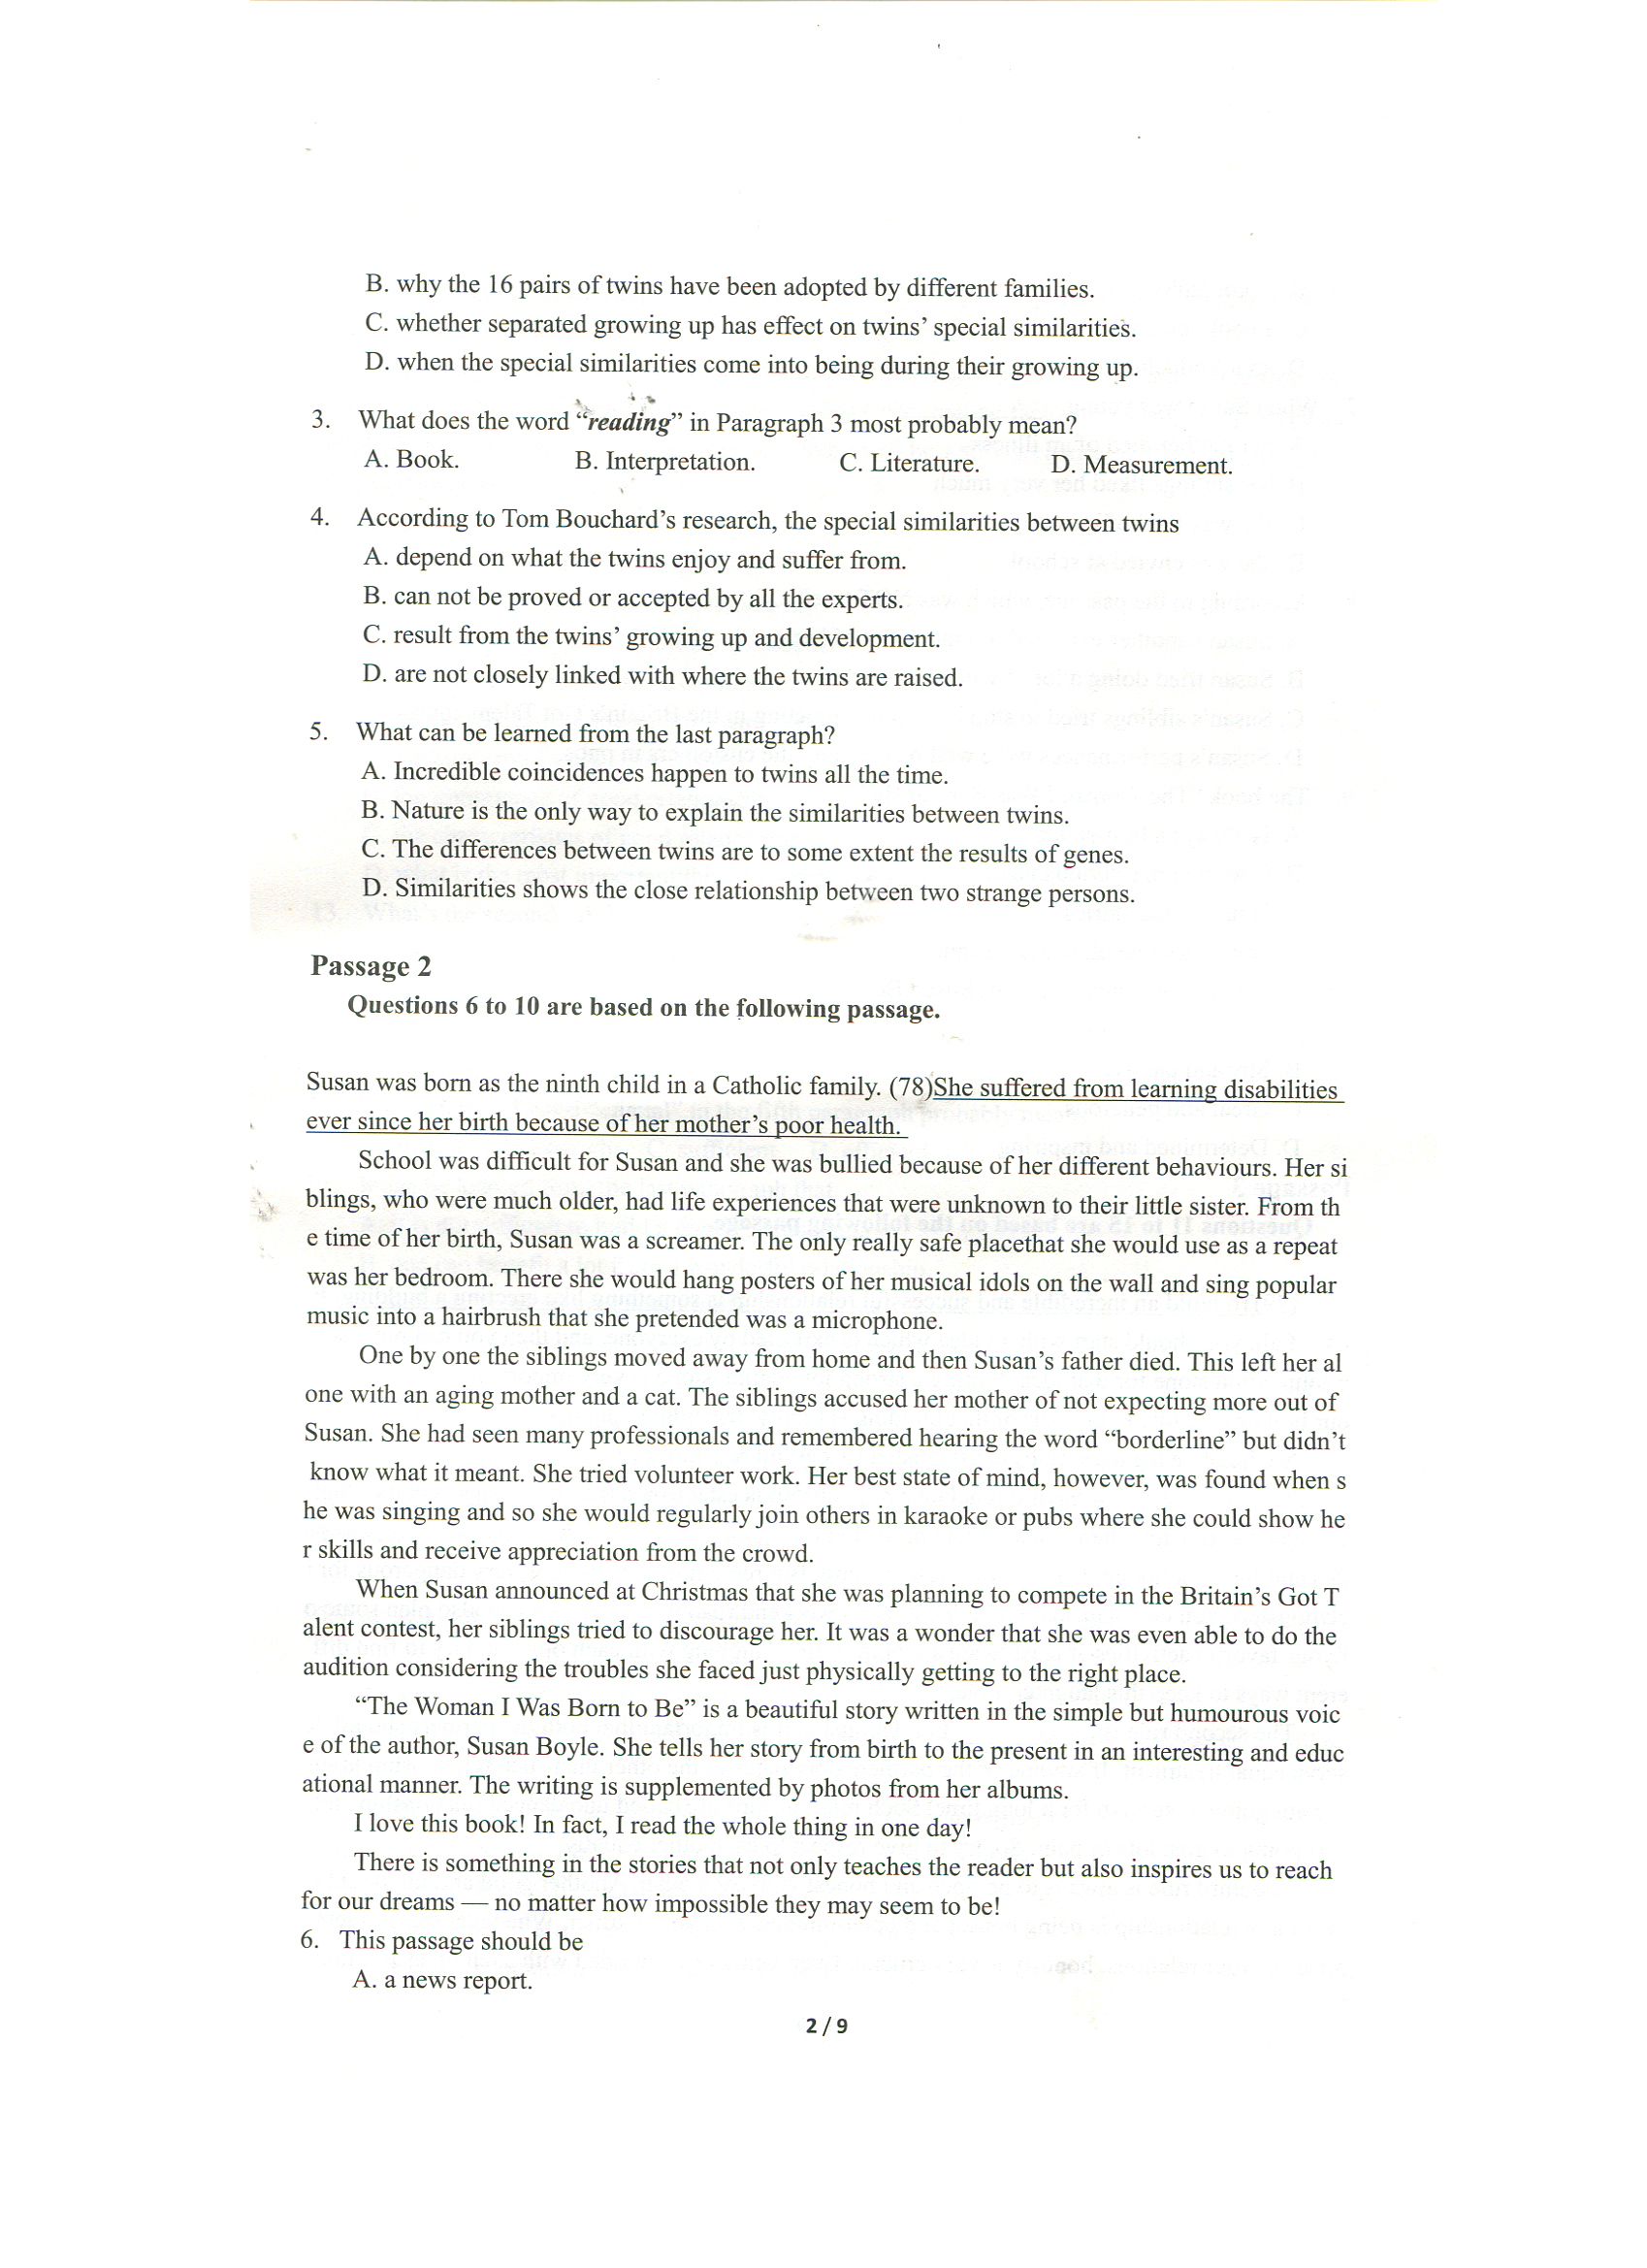 B. why the 16 pairs of twins have been adopted by different families.
C. whether separated growing up has effect on twins’ special similarities.
D. when the special similarities come into being during their growing up.
3. What does the word “reading” in Paragraph 3 most probably mean?
A. Book. B. Interpretation. C. Literature. D. Measurement.
4. According to Tom Bouchard’s research, the special similarities between twins
A. depend on what the twins enjoy and suffer from.
B. can not be proved or accepted by all the experts.
C. result from the twins’ growing up and development.
D. are not closely linked with where the twins are raised.
5. What can be learned from the last paragraph?
A. Incredible coincidences happen to twins all the time.
B. Nature is the only way to explain the similarities between twins.
C. The differences between twins are to some extent the results of genes.
D. Similarities shows the close relationship between two strange persons.
Passage 2
Questions 6 to 10 are based on the following passage.
Susan was born as the ninth child in a Catholic family. (78)She suffered from learning disabilities
ever since her birth because of her mother’s poor health.
School was difficult for Susan and she was bullied because of her different behaviours. Her si
blings, who were much older, had life experiences that were unknown to their little sister. From th
e time of her birth, Susan was a screamer. The only really safe placethat she would use as a repeat
was her bedroom. There she would hang posters of her musical idols on the wall and sing popular
music into a hairbrush that she pretended was a microphone.
One by one the siblings moved away from home and then Susan’s father died. This left her al
one with an aging mother and a cat. The siblings accused her mother of not expecting more out of
Susan. She had seen many professionals and remembered hearing the word “borderline” but didn’t
know what it meant. She tried volunteer work. Her best state of mind, however, was found when s
he was singing and so she would regularly join others in karaoke or pubs where she could show he
r skills and receive appreciation from the crowd.
When Susan announced at Christmas that she was planning to compete in the Britain’s Got T
alent contest, her siblings tried to discourage her. It was a wonder that she was even able to do the
audition considering the troubles she faced just physically getting to the right place.
“The Woman I Was Born to Be” is a beautiful story written in the simple but humourous voic
e of the author, Susan Boyle. She tells her story from birth to the present in an interesting and educ
ational manner. The writing is supplemented by photos from her albums.
I love this book! In fact, I read the whole thing in one day!
There is something in the stories that not only teaches the reader but also inspires us to reach
for our dreams — no matter how impossible they may seem to be!
6. This passage should be
A. a news report.
2 / 9